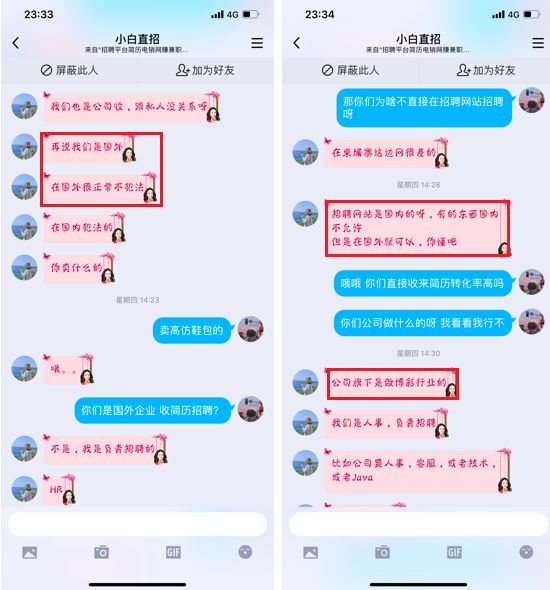 23:33
4G
小白直招
来自"招聘平台简历电销网赚兼职...
屏蔽此人
加为好友
我们也是公司收，跟私人没关系呀
再说我们是国外
在国外很正常不犯法
在国内犯法的
你卖什么的
星期四 14:23
卖高仿鞋包的
哦。。
你们是国外企业 收简历招聘？
不是，我是负责招聘的
HR
GIF
23:34
4G
小白直招
来自"招聘平台简历电销网赚兼职...
屏蔽此人
加为好友
那你们为啥不直接在招聘网站招聘
呀
在柬埔寨这边网很差的
星期四 14:28
招聘网站是国内的呀，有的东西国内
不允许
但是在国外就可以，你懂吧
哦哦 你们直接收来简历转化率高吗
你们公司做什么的呀 我看看我行不
星期四 14:30
公司旗下是做博彩行业的
我们是人事，负责招聘
比如公司要人事，客服，或者技术，
或者Java
GIF